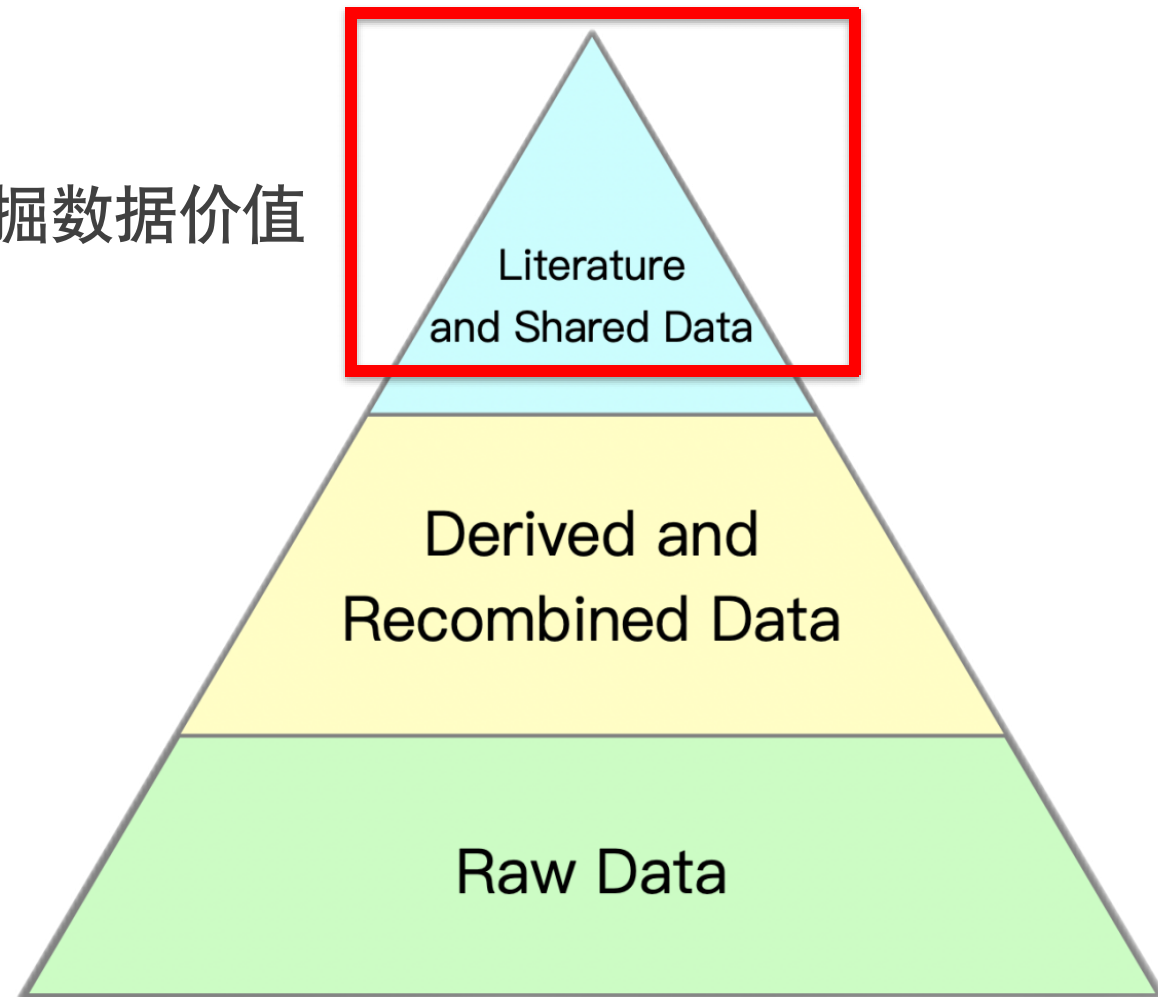 掘数据价值
Literature
and Shared Data
Derived and
Recombined Data
Raw Data